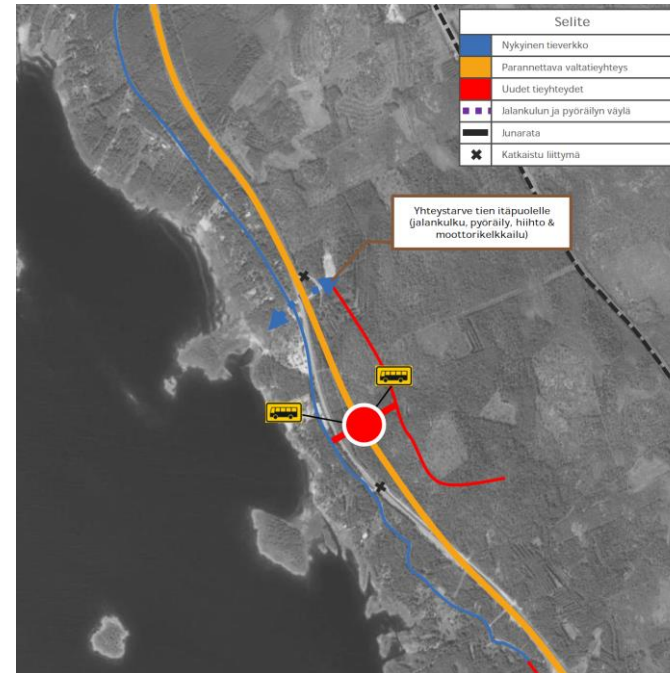 Selite
Nykyinen tieverkko
Parannettava valtatieyhteys
Uudet tieyhteydet
Jalankulun ja pyöräilyn väylä
Junarata
Katkaistu liittymä
Yhteystarve tien itäpuolelle
(jalankulku, pyöräily, hiihto &
moottorikelkkailu)